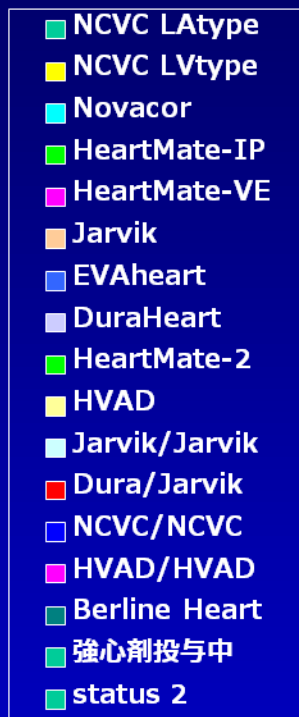 NCVC LAtype
NCVC LVtype
Novacor
HeartMate-IP
HeartMate-VE
Jarvik
EVAheart
DuraHeart
HeartMate-2
HVAD
Jarvik/Jarvik
Dura/Jarvik
NCVC/NCVC
HVAD/HVAD
Berline Heart
強心剤投与中
status 2